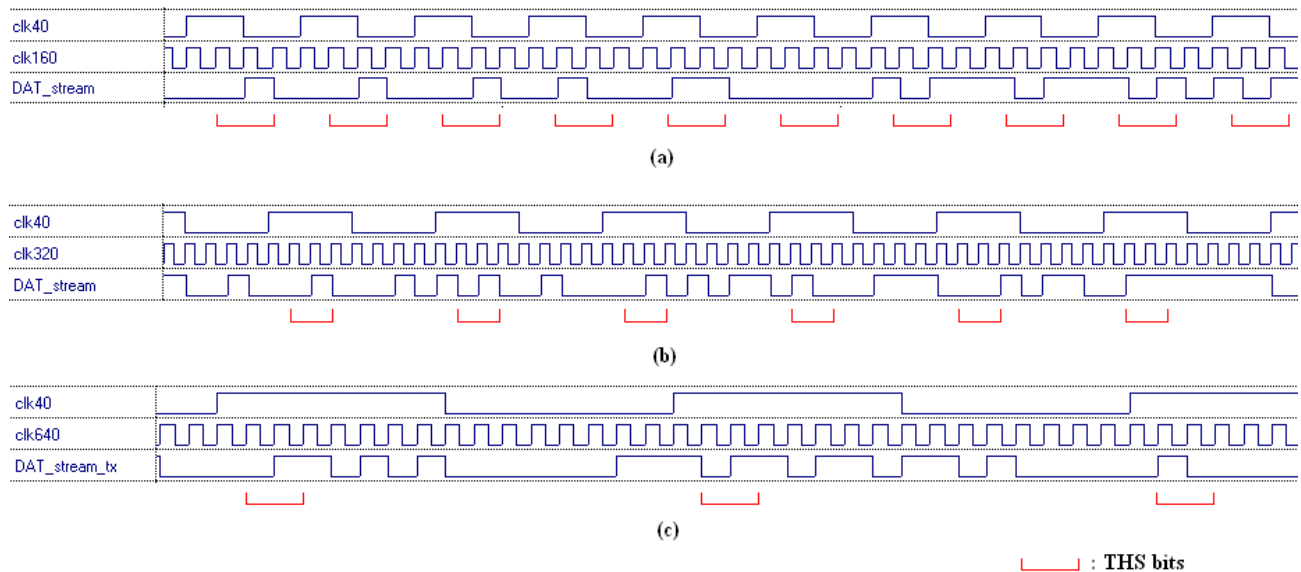 clk40
clk160
DAT_stream
(a)
clk40
clk320
DAT_stream
(b)
clk40
clk640
DAT_stream_tx
(c)
: THS bits